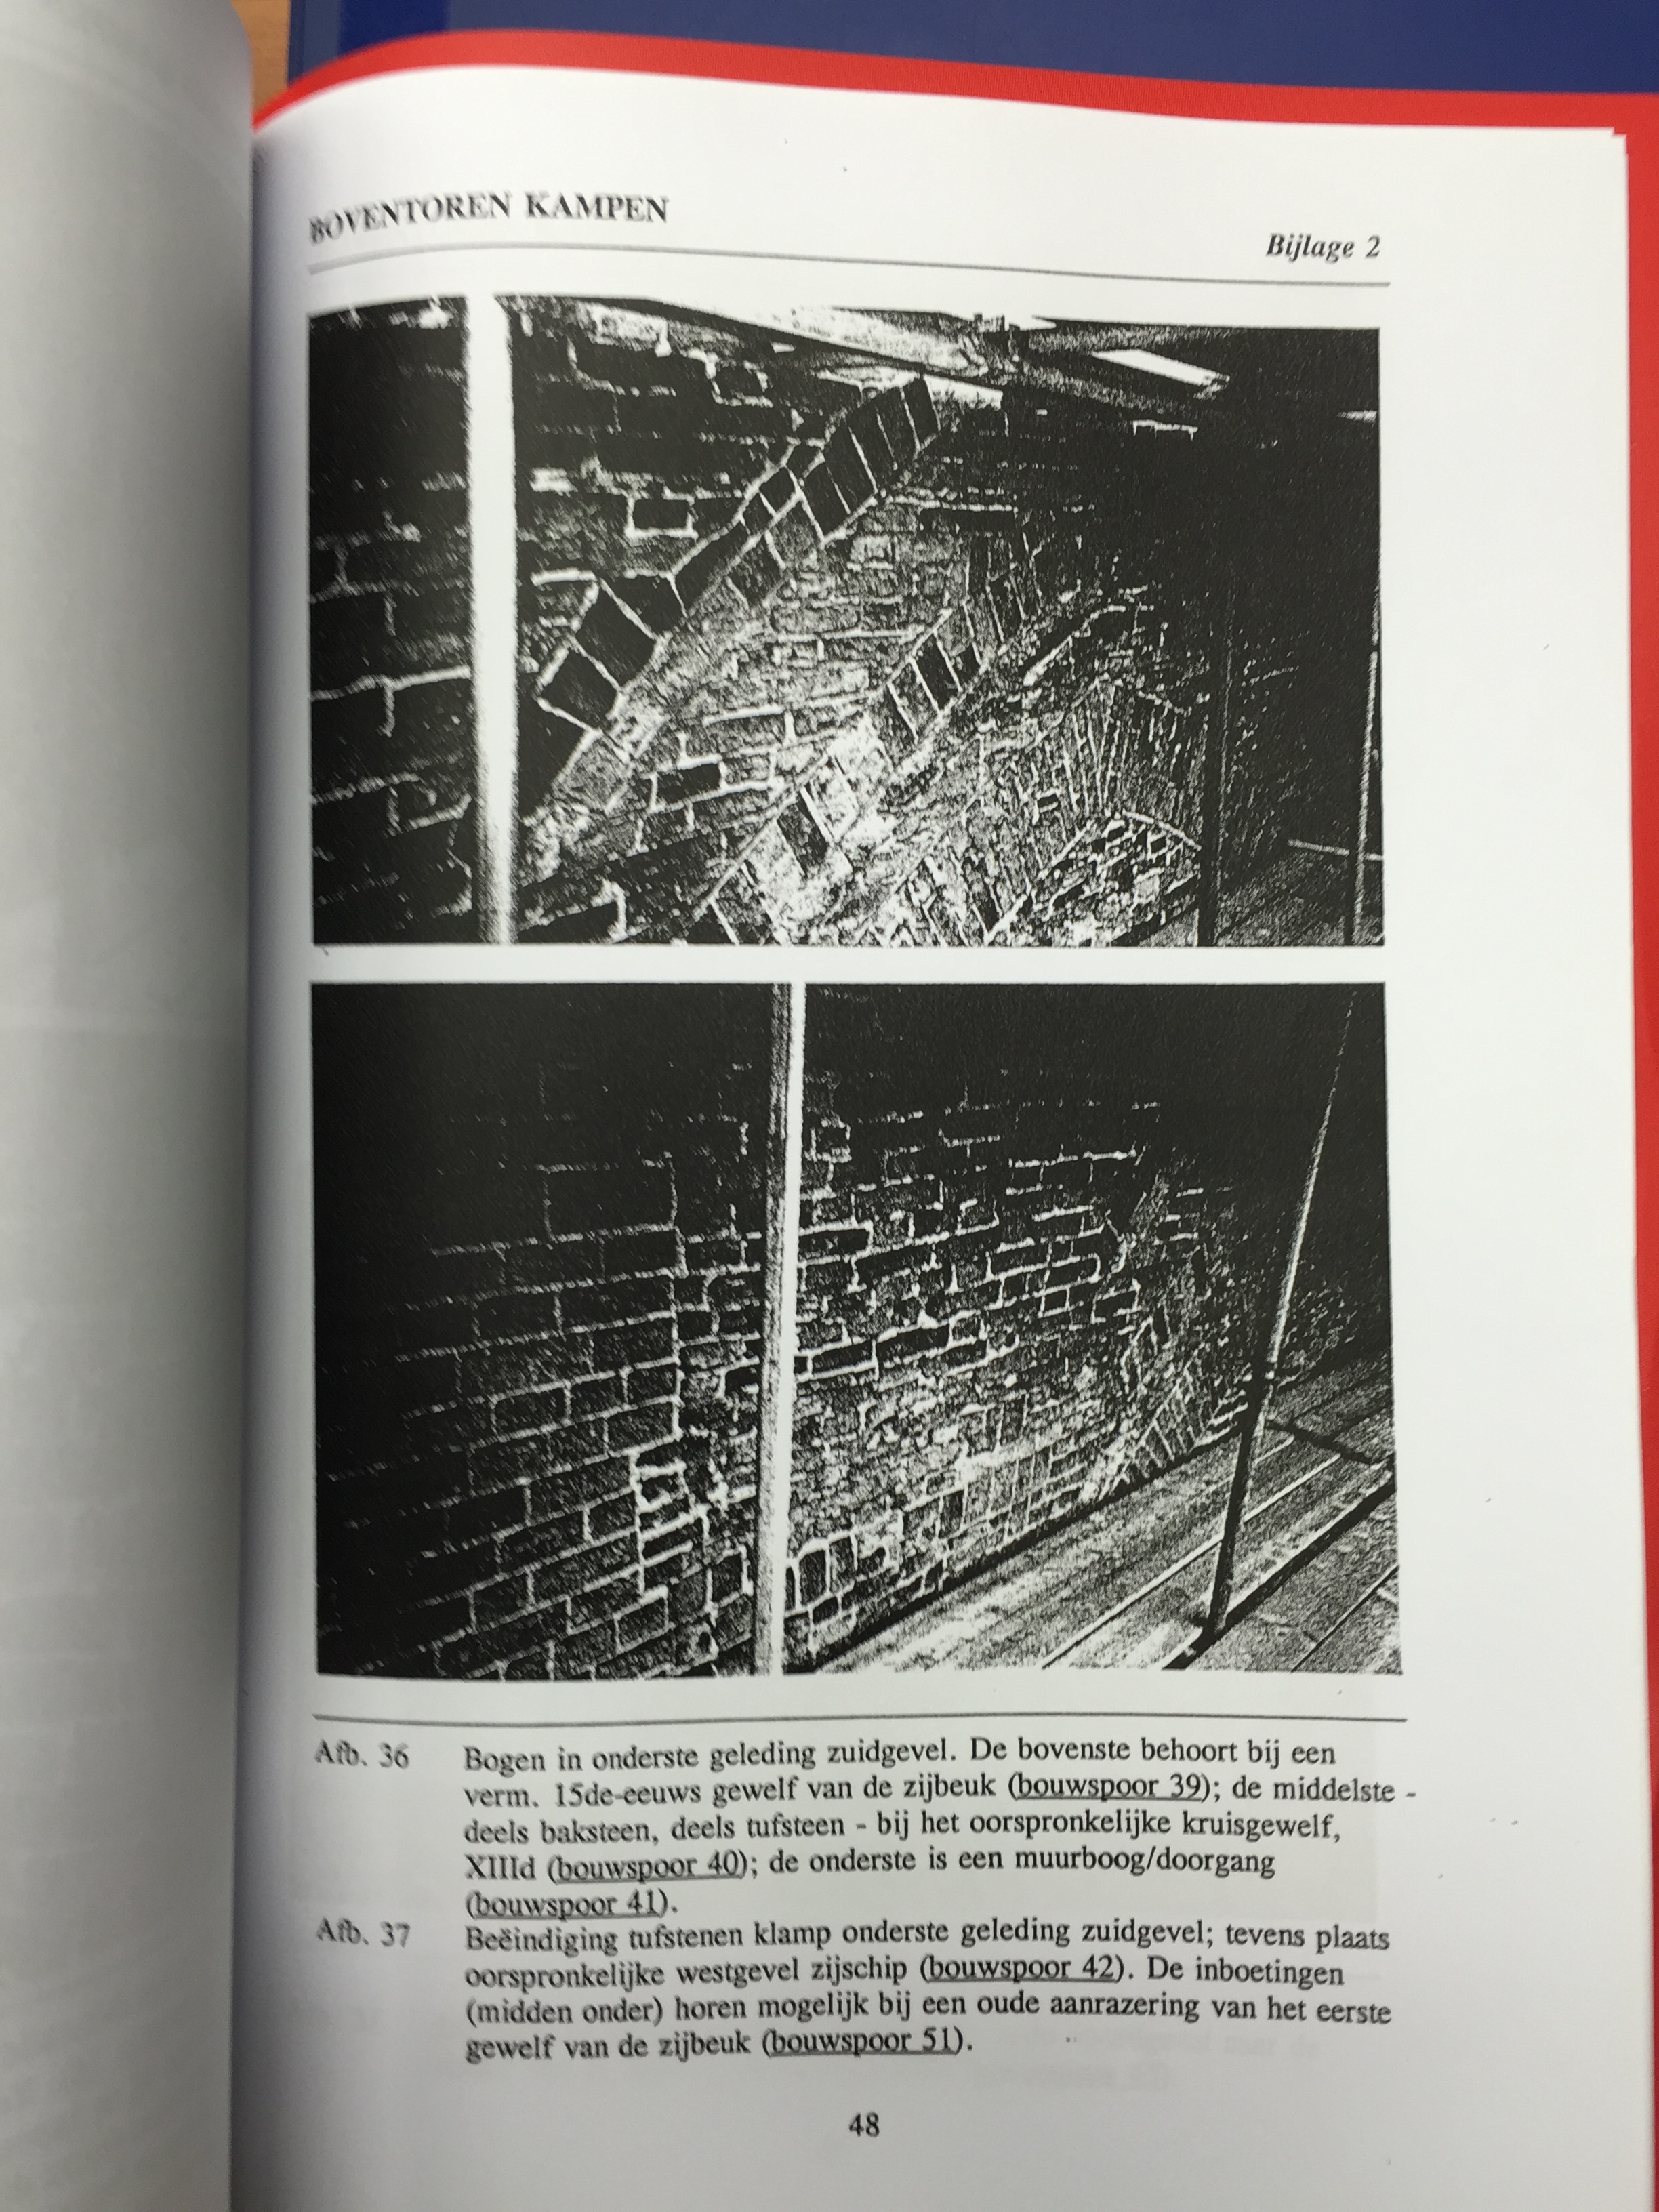 BOVENTOREN KAMPEN
Bijlage 2
Afb. 36 Bogen in onderste geleding zuidgevel. De bovenste behoort bij een
verm. 15de-eeuws gewelf van de zijbeuk (bouwspoor 39); de middelste -
deels baksteen, deels tufsteen - bij het oorspronkelijke kruisgewelf,
XIIId (bouwspoor 40); de onderste is een muurboog/doorgang
(bouwspoor 41).
Afb. 37 Beëindiging tufstenen klamp onderste geleding zuidgevel; tevens plaats
oorspronkelijke westgevel zijschip (bouwspoor 42). De inboetingen
(midden onder) horen mogelijk bij een oude aanrazering van het eerste
gewelf van de zijbeuk (bouwspoor 51).
48